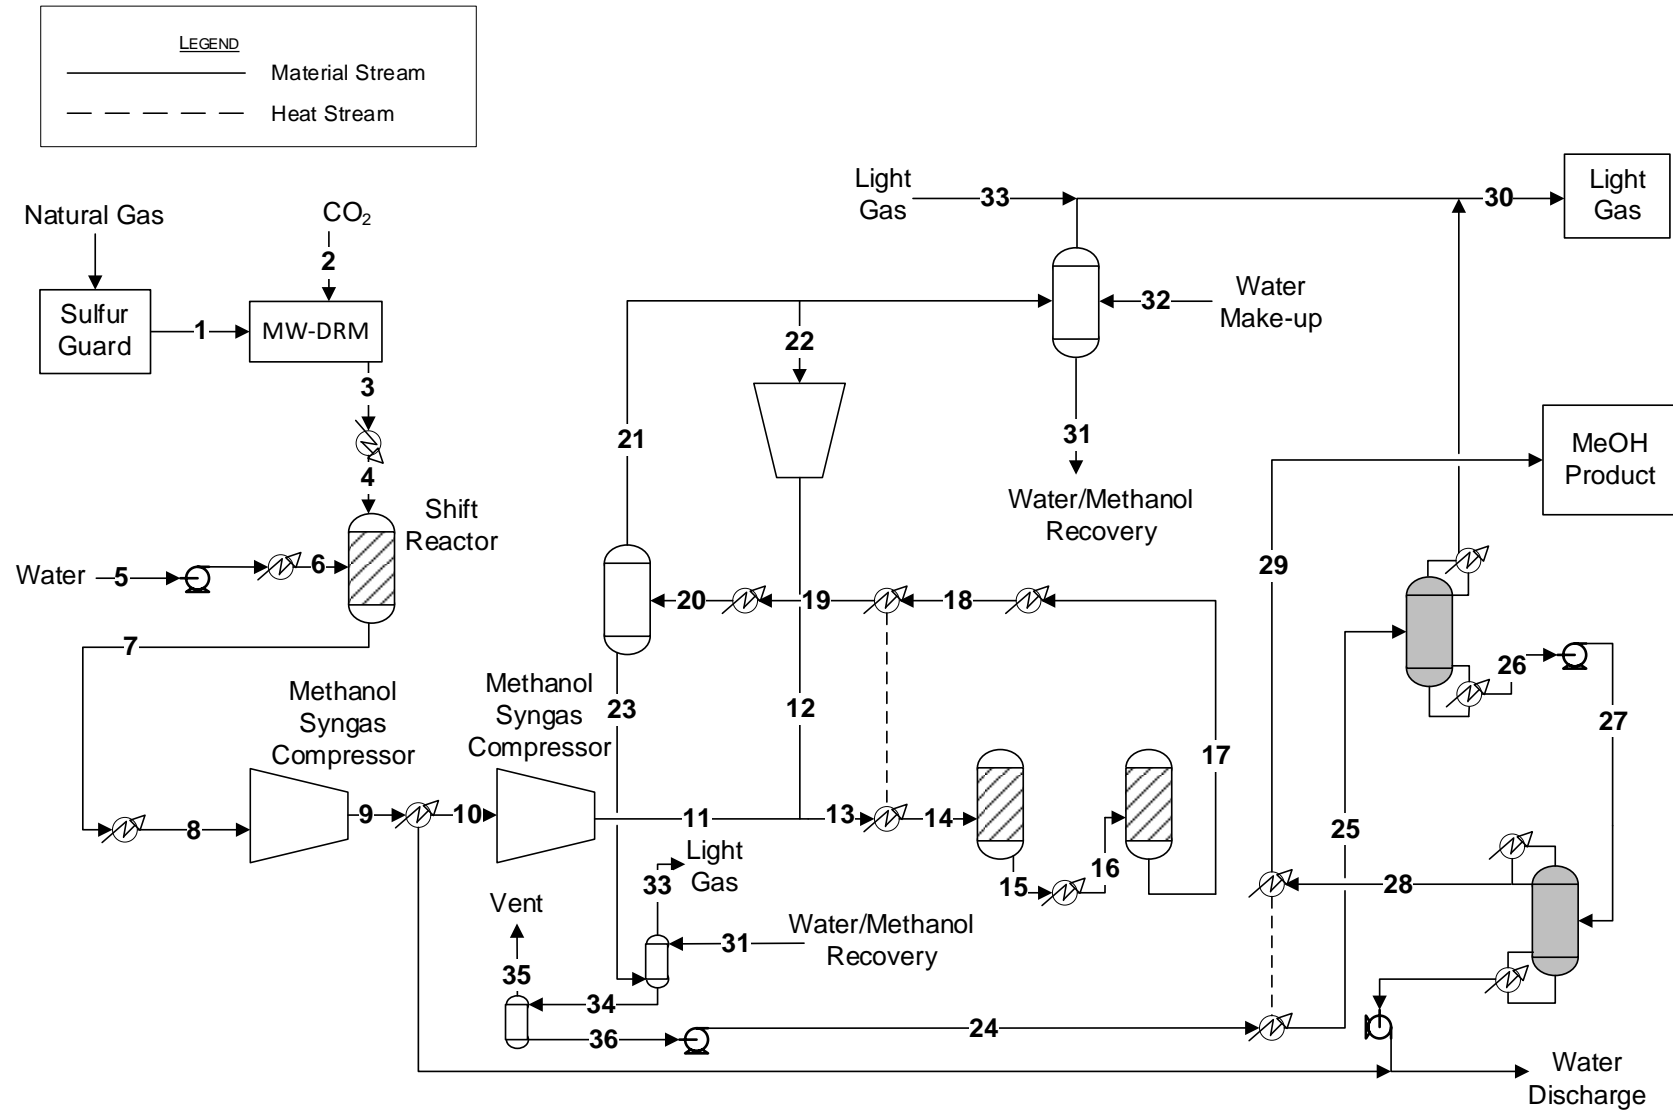 LEGEND
Material Stream
Heat Stream
Natural Gas
CO2
2
Sulfur
Guard
1
MW-DRM
3
4
Shift
Reactor
Water
5
6
7
Methanol
Syngas
Compressor
8
9
10
Methanol
Syngas
Compressor
11
Light
Gas
33
30
Light
Gas
32
Water
Make-up
22
21
31
Water/Methanol
Recovery
MeOH
Product
29
20
19
18
23
12
17
13
14
15
16
26
27
25
28
Light
Gas
33
Vent
35
31
Water/Methanol
Recovery
34
36
24
Water
Discharge